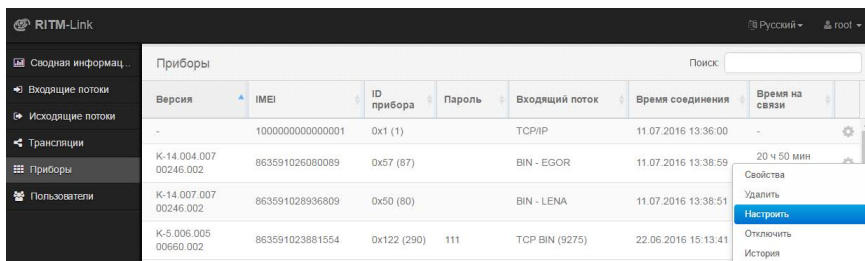 RITM-Link Русский root
Сводная информац...
Входящие потоки
Исходящие потоки
Трансляции
Приборы
Пользователи
Приборы Поиск:
Версия IMEI ID прибора Пароль Входящий поток Время соединения Время на связи
- 1000000000000001 0x1 (1) TCP/IP 11.07.2016 13:36:00 -
K-14.004.007 00246.002 863591026080089 0x57 (87) BIN - EGOR 11.07.2016 13:38:59 20 ч 50 мин
K-14.007.007 00246.002 863591028936809 0x50 (80) BIN - LENA 11.07.2016 13:38:51
K-5.006.005 00660.002 863591023881554 0x122 (290) 111 TCP BIN (9275) 22.06.2016 15:13:41
Свойства
Удалить
Настроить
Отключить
История